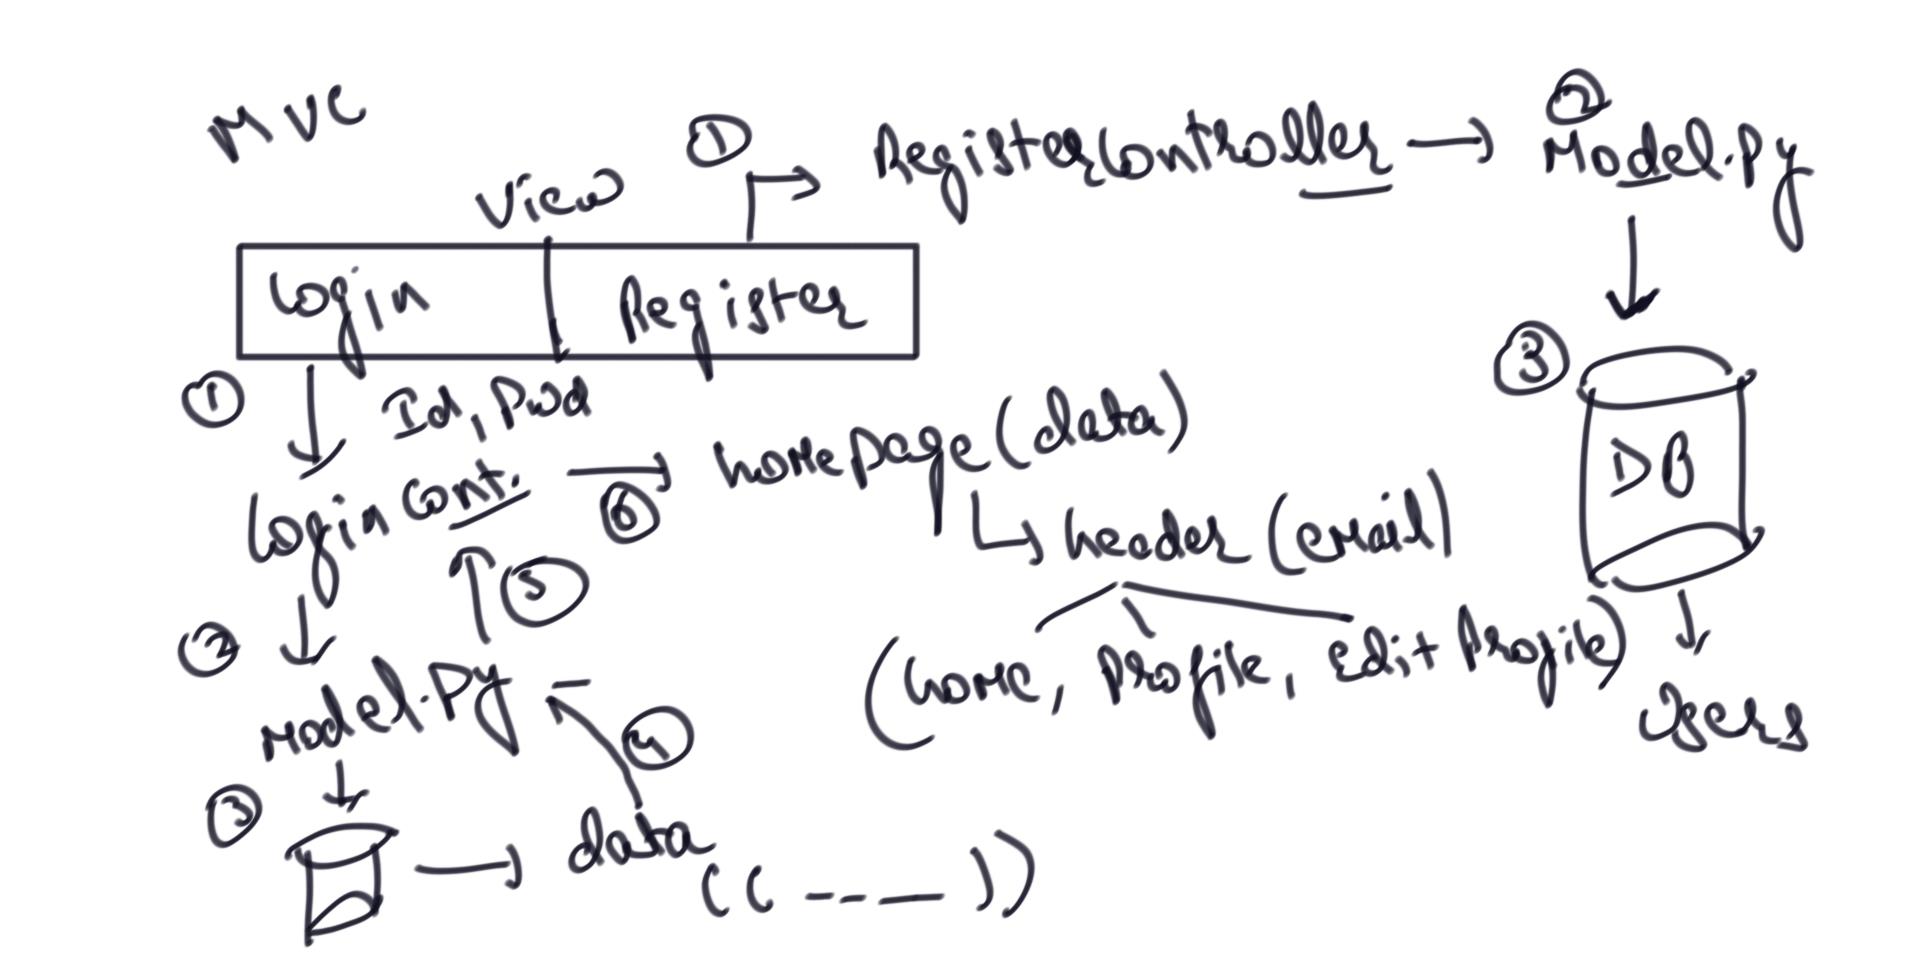 MVC
View
①
RegisterController → ② Model.Py
Login
Register
①
Id, Pwd
③
DB
Users
Login Cont. → ⑥ homepage (data)
header (email)
(home, Profile, Edit Profile)
⑤
②
Model.Py
④
③
data
((-----))